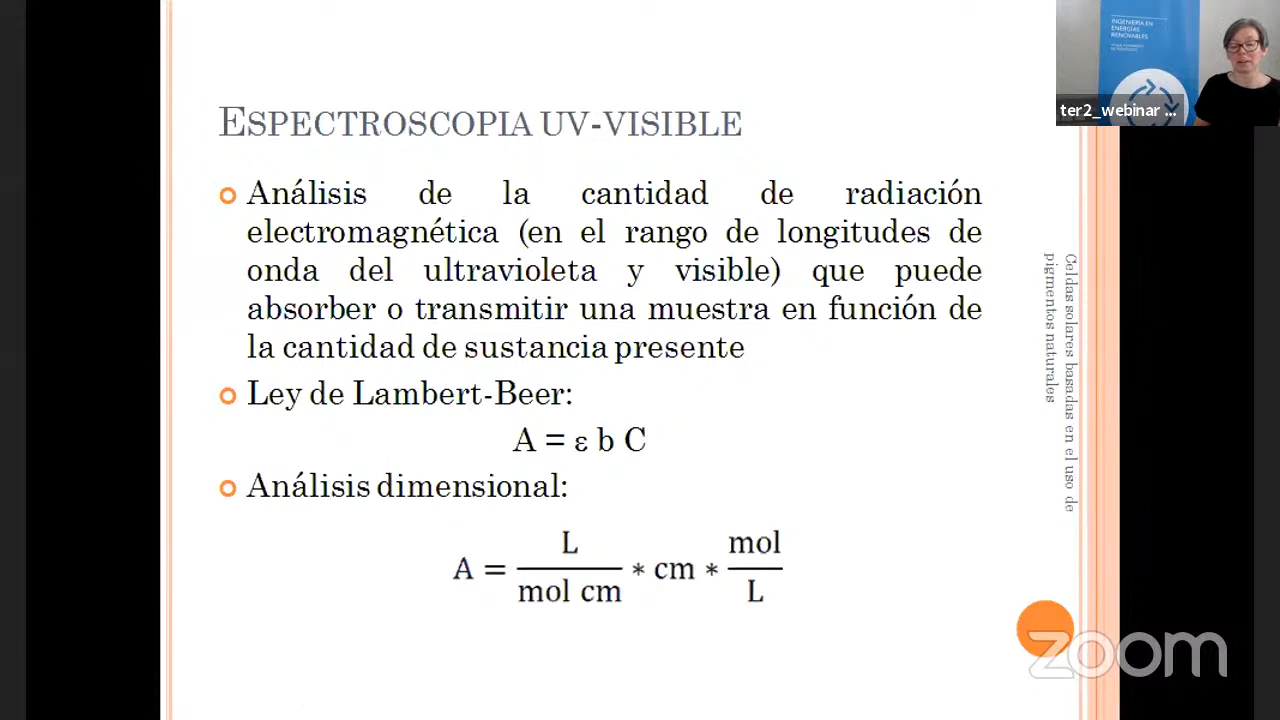 ESPECTROSCOPIA UV-VISIBLE
Análisis de la cantidad de radiación
electromagnética (en el rango de longitudes de
onda del ultravioleta y visible) que puede
absorber o transmitir una muestra en función de
la cantidad de sustancia presente
Ley de Lambert-Beer:
A = ε b C
Análisis dimensional:
A = L / mol cm * cm * mol / L
Celdas solares basadas en el uso de
pigmentos naturales
INGENIERÍA EN
ENERGÍAS
RENOVABLES
ter2_webinar ...
zoom